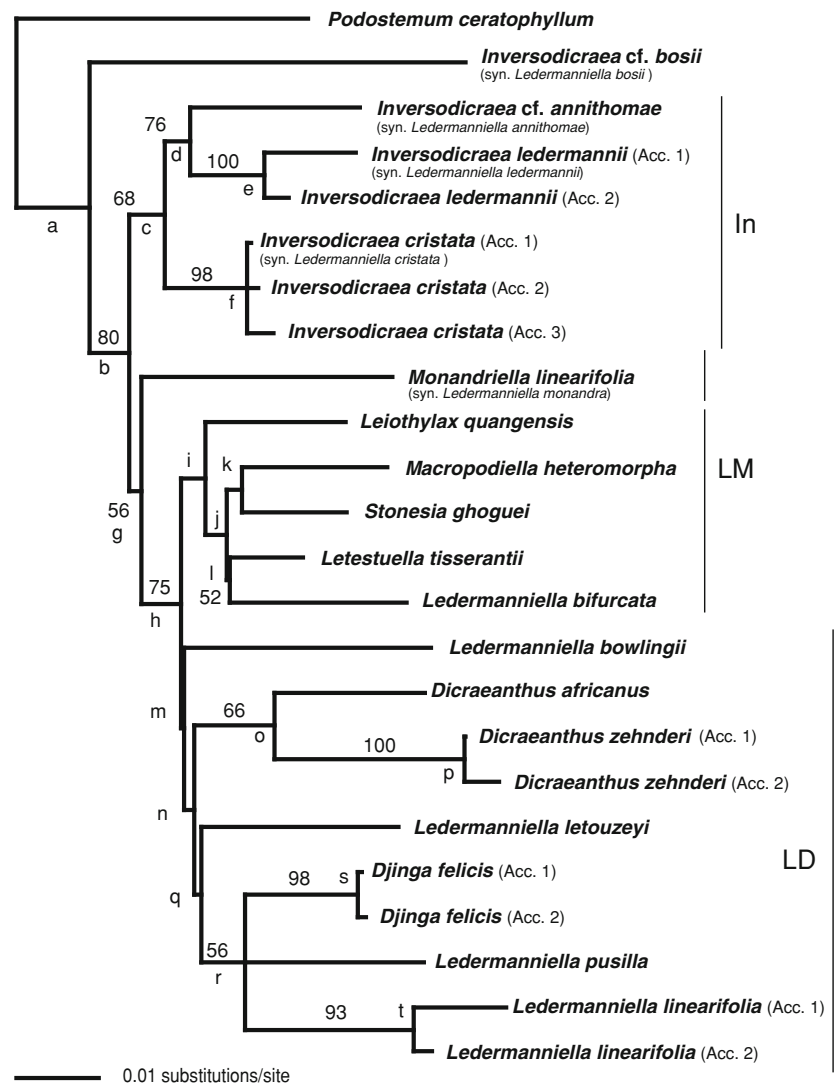 Podostemum ceratophyllum
Inversodicraea cf. bosii
(syn. Ledermanniella bosii )
a
76
Inversodicraea cf. annithomae
(syn. Ledermanniella annithomae)
d
100
Inversodicraea ledermannii (Acc. 1)
(syn. Ledermanniella ledermannii)
e
Inversodicraea ledermannii (Acc. 2)
68
c
In
Inversodicraea cristata (Acc. 1)
(syn. Ledermanniella cristata )
98
f
Inversodicraea cristata (Acc. 2)
Inversodicraea cristata (Acc. 3)
80
b
Monandriella linearifolia
(syn. Ledermanniella monandra)
Leiothylax quangensis
i
k
Macropodiella heteromorpha
LM
56
g
j
Stonesia ghoguei
Letestuella tisserantii
l
52
Ledermanniella bifurcata
75
h
Ledermanniella bowlingii
m
Dicraeanthus africanus
66
o
Dicraeanthus zehnderi (Acc. 1)
100
p
Dicraeanthus zehnderi (Acc. 2)
n
Ledermanniella letouzeyi
LD
Djinga felicis (Acc. 1)
98
s
q
Djinga felicis (Acc. 2)
56
r
Ledermanniella pusilla
93
t
Ledermanniella linearifolia (Acc. 1)
Ledermanniella linearifolia (Acc. 2)
0.01 substitutions/site